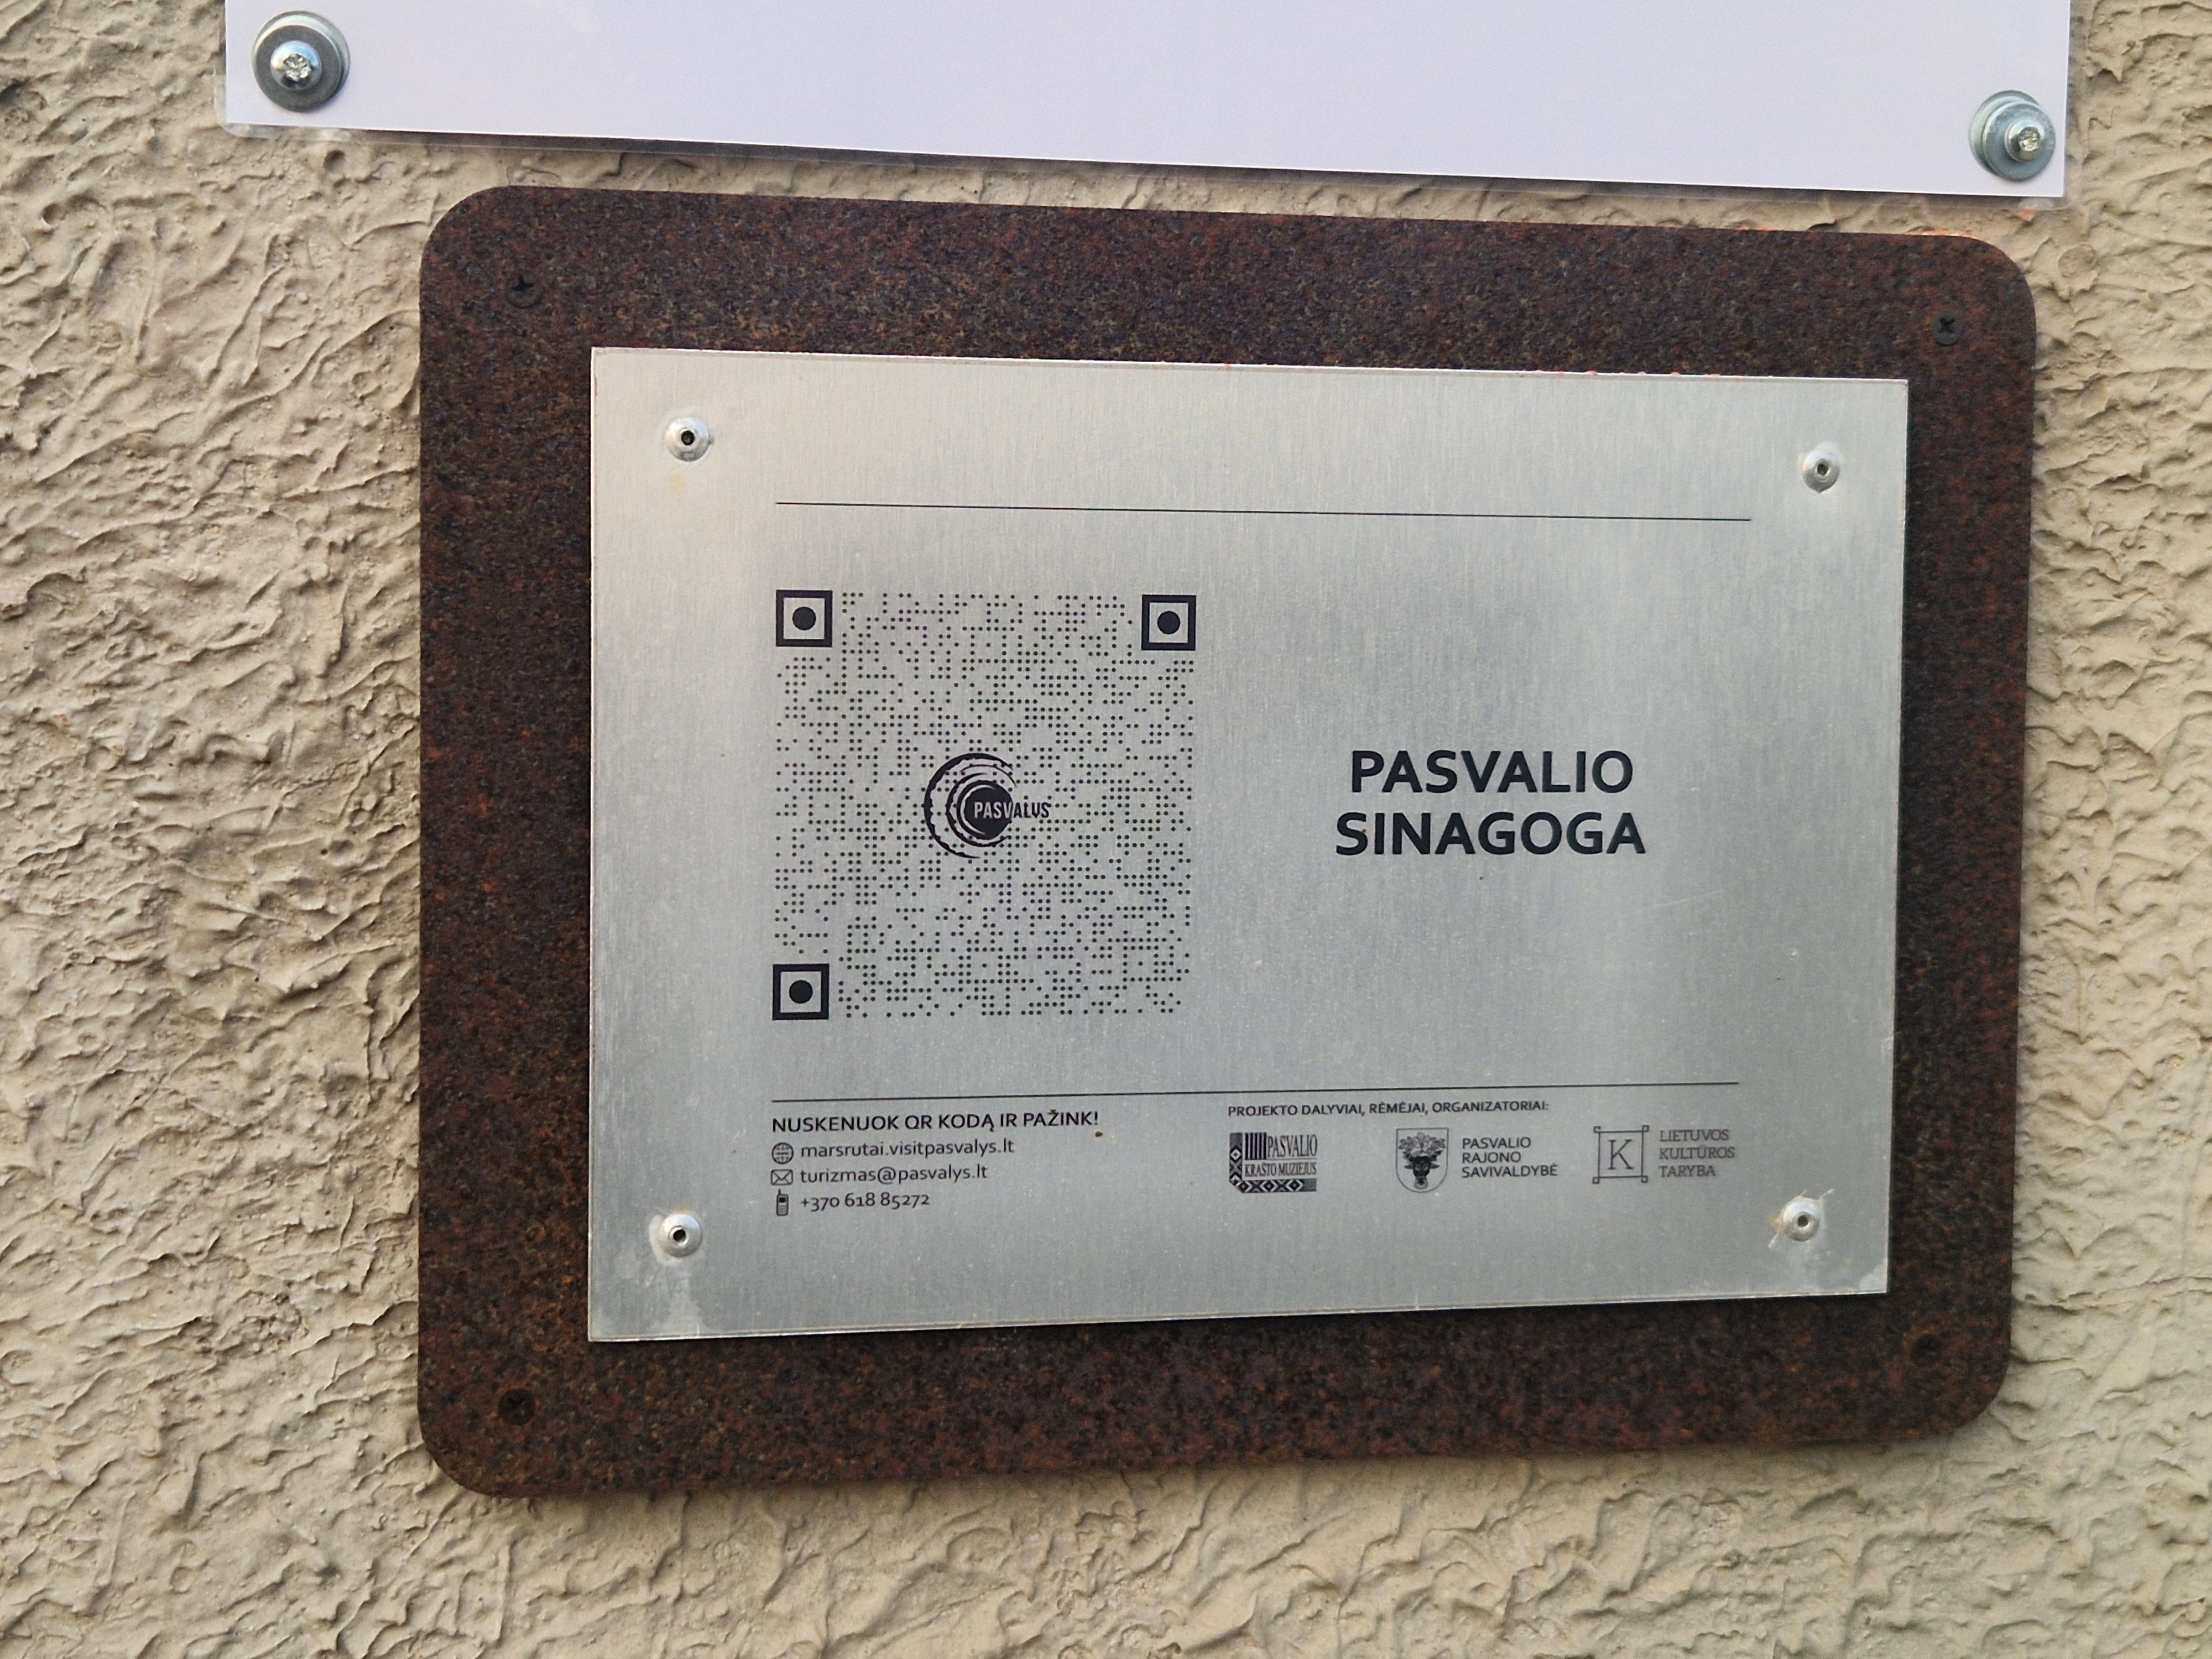 PASVALYS
PASVALIO
SINAGOGA
NUSKENUOK QR KODĄ IR PAŽINK!
marsrutai.visitpasvalys.lt
turizmas@pasvalys.lt
+370 618 85272
PROJEKTO DALYVIAI, RĖMĖJAI, ORGANIZATORIAI:
PASVALIO
KRAŠTO MUZIEJUS
PASVALIO
RAJONO
SAVIVALDYBĖ
K
LIETUVOS
KULTŪROS
TARYBA